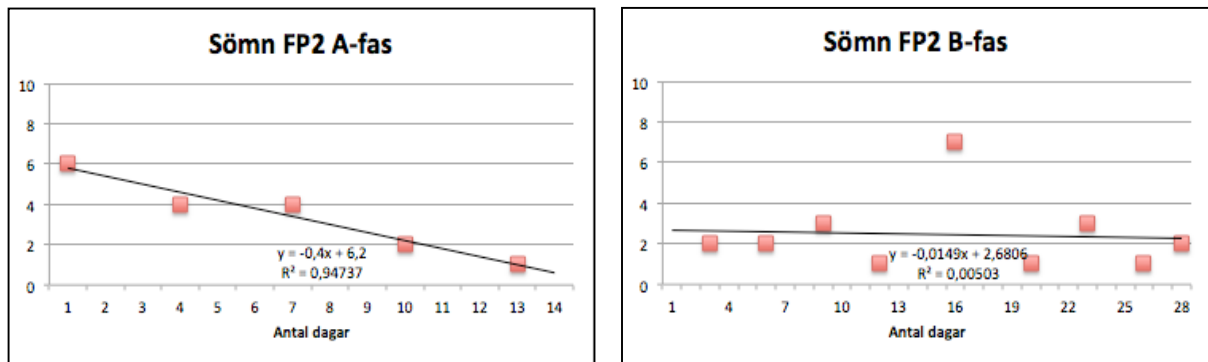 Sömn FP2 A-fas
10
8
6
4
2
0
y = -0,4x + 6,2
R² = 0,94737
1 2 3 4 5 6 7 8 9 10 11 12 13 14
Antal dagar
Sömn FP2 B-fas
10
8
6
4
2
0
y = -0,0149x + 2,6806
R² = 0,00503
1 4 7 10 13 16 19 22 25 28
Antal dagar